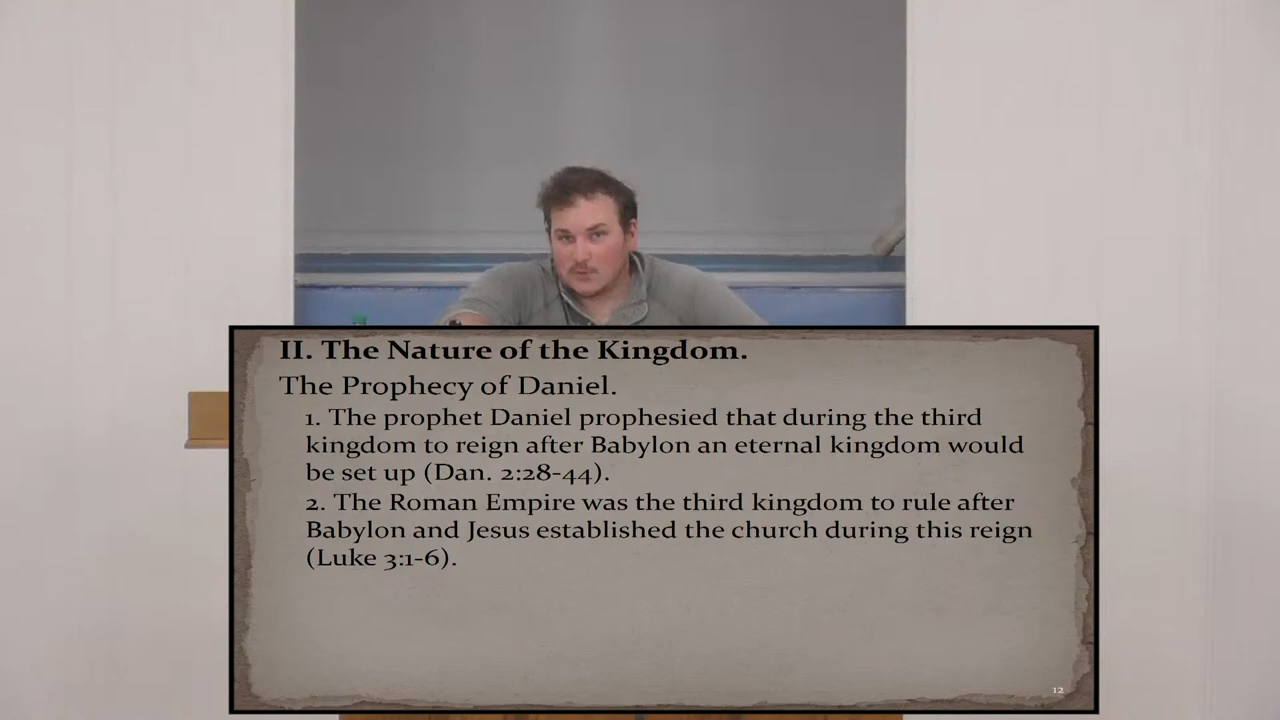 II. The Nature of the Kingdom.
The Prophecy of Daniel.
1. The prophet Daniel prophesied that during the third
kingdom to reign after Babylon an eternal kingdom would
be set up (Dan. 2:28-44).
2. The Roman Empire was the third kingdom to rule after
Babylon and Jesus established the church during this reign
(Luke 3:1-6).
12